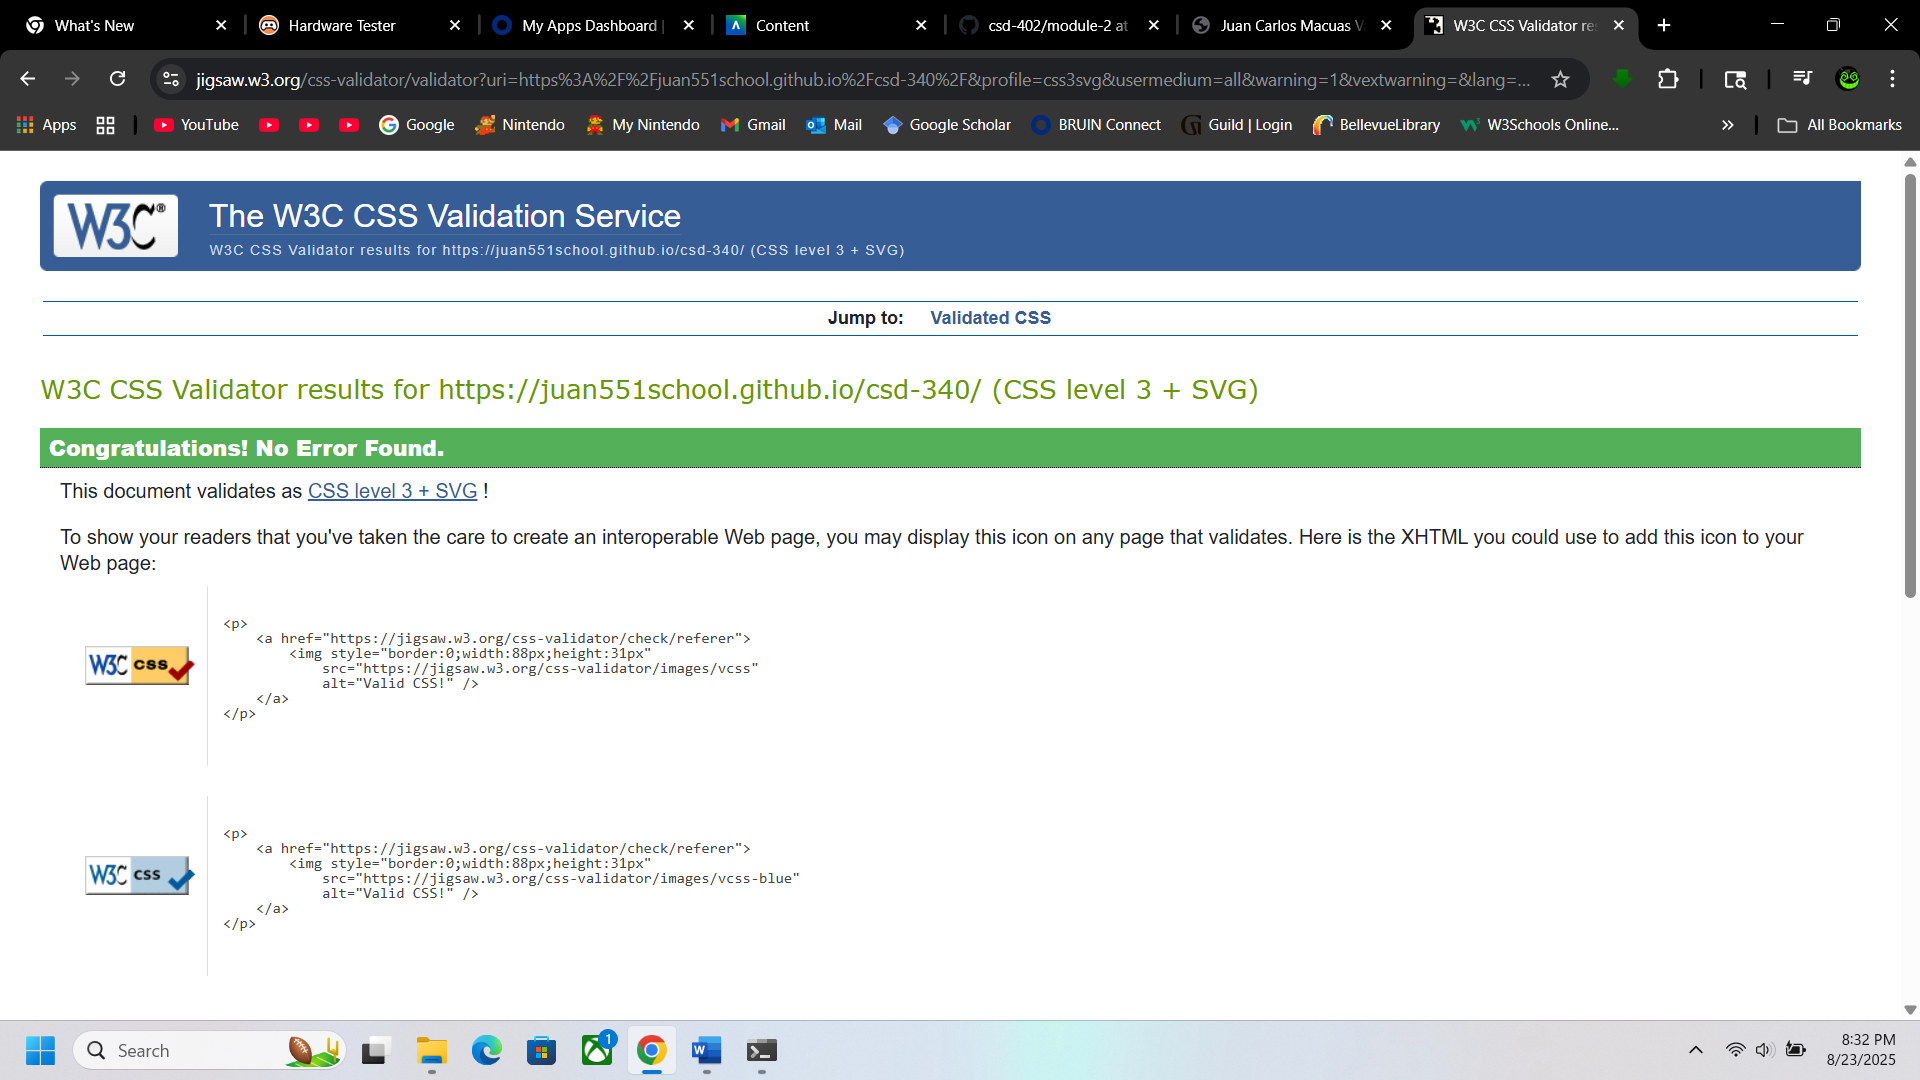 What's New
Hardware Tester
My Apps Dashboard |
Content
csd-402/module-2 at
Juan Carlos Macuas V
W3C CSS Validator re
jigsaw.w3.org/css-validator/validator?uri=https%3A%2F%2Fjuan551school.github.io%2Fcsd-340%2F&profile=css3svg&usermedium=all&warning=1&vextwarning=&lang=...
Apps
YouTube
Google
Nintendo
My Nintendo
Gmail
Mail
Google Scholar
BRUIN Connect
Guild | Login
BellevueLibrary
W3Schools Online...
»
All Bookmarks
W3C®
The W3C CSS Validation Service
W3C CSS Validator results for https://juan551school.github.io/csd-340/ (CSS level 3 + SVG)
Jump to: Validated CSS
W3C CSS Validator results for https://juan551school.github.io/csd-340/ (CSS level 3 + SVG)
Congratulations! No Error Found.
This document validates as CSS level 3 + SVG !
To show your readers that you've taken the care to create an interoperable Web page, you may display this icon on any page that validates. Here is the XHTML you could use to add this icon to your
Web page:
W3C css
<p>
<a href="https://jigsaw.w3.org/css-validator/check/referer">
<img style="border:0;width:88px;height:31px"
src="https://jigsaw.w3.org/css-validator/images/vcss"
alt="Valid CSS!" />
</a>
</p>
W3C css
<p>
<a href="https://jigsaw.w3.org/css-validator/check/referer">
<img style="border:0;width:88px;height:31px"
src="https://jigsaw.w3.org/css-validator/images/vcss-blue"
alt="Valid CSS!" />
</a>
</p>
Search
1
8:32 PM
8/23/2025